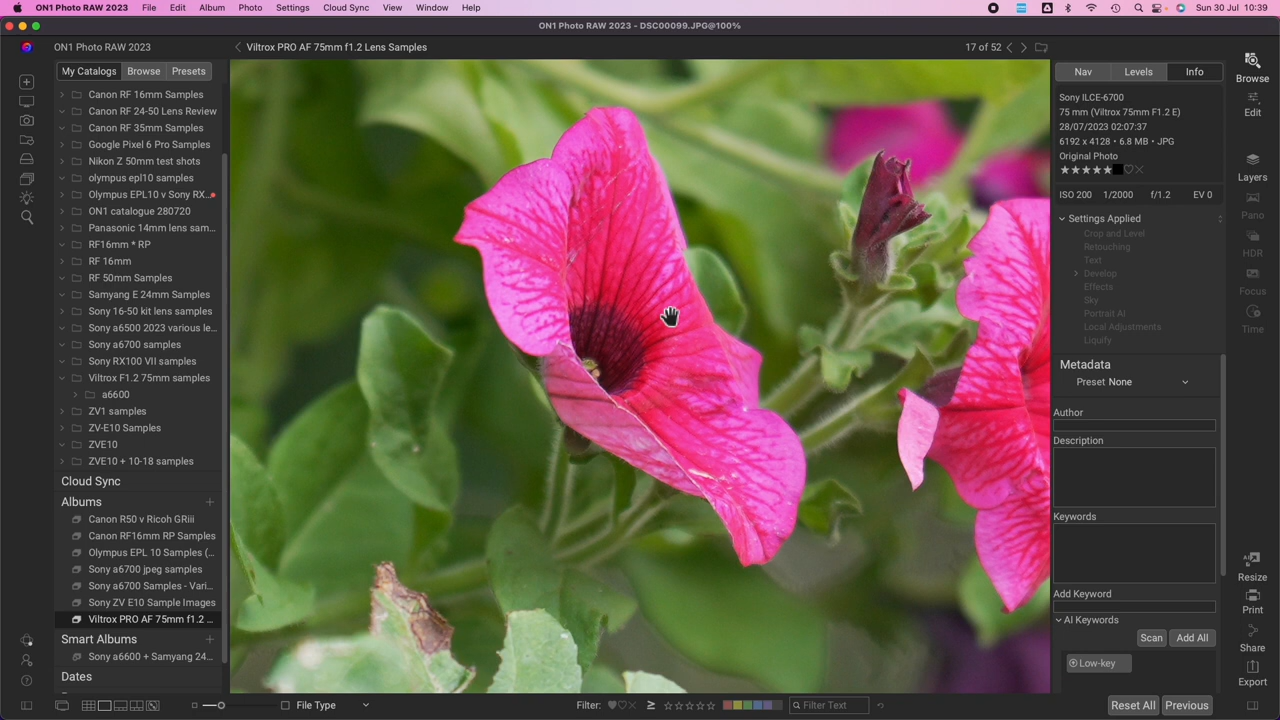 ON1 Photo RAW 2023 File Edit Album Photo Settings Cloud Sync View Window Help Sun 30 Jul 10:39
ON1 Photo RAW 2023 - DSC00099.JPG@100%
ON1 Photo RAW 2023
Viltrox PRO AF 75mm f1.2 Lens Samples
17 of 52
My Catalogs Browse Presets
Canon RF 16mm Samples
Canon RF 24-50 Lens Review
Canon RF 35mm Samples
Google Pixel 6 Pro Samples
Nikon Z 50mm test shots
olympus epl10 samples
Olympus EPL10 v Sony RX...
ON1 catalogue 280720
Panasonic 14mm lens sam...
RF16mm * RP
RF 16mm
RF 50mm Samples
Samyang E 24mm Samples
Sony 16-50 kit lens samples
Sony a6500 2023 various le...
Sony a6700 samples
Sony RX100 VII samples
Viltrox F1.2 75mm samples
a6600
ZV1 samples
ZV-E10 Samples
ZVE10
ZVE10 + 10-18 samples
Cloud Sync
Albums
Canon R50 v Ricoh GRiii
Canon RF16mm RP Samples
Olympus EPL 10 Samples (...
Sony a6700 jpeg samples
Sony a6700 Samples - Vari...
Sony ZV E10 Sample Images
Viltrox PRO AF 75mm f1.2 ...
Smart Albums
Sony a6600 + Samyang 24...
Dates
File Type
Filter:
Filter Text
Nav Levels Info
Sony ILCE-6700
75 mm (Viltrox 75mm F1.2 E)
28/07/2023 02:07:37
6192 x 4128 • 6.8 MB • JPG
Original Photo
ISO 200 1/2000 f/1.2 EV 0
Settings Applied
Crop and Level
Retouching
Text
Develop
Effects
Sky
Portrait AI
Local Adjustments
Liquify
Metadata
Preset None
Author
Description
Keywords
Add Keyword
AI Keywords
Scan Add All
Low-key
Reset All Previous
Browse
Edit
Layers
Pano
HDR
Focus
Time
Resize
Print
Share
Export